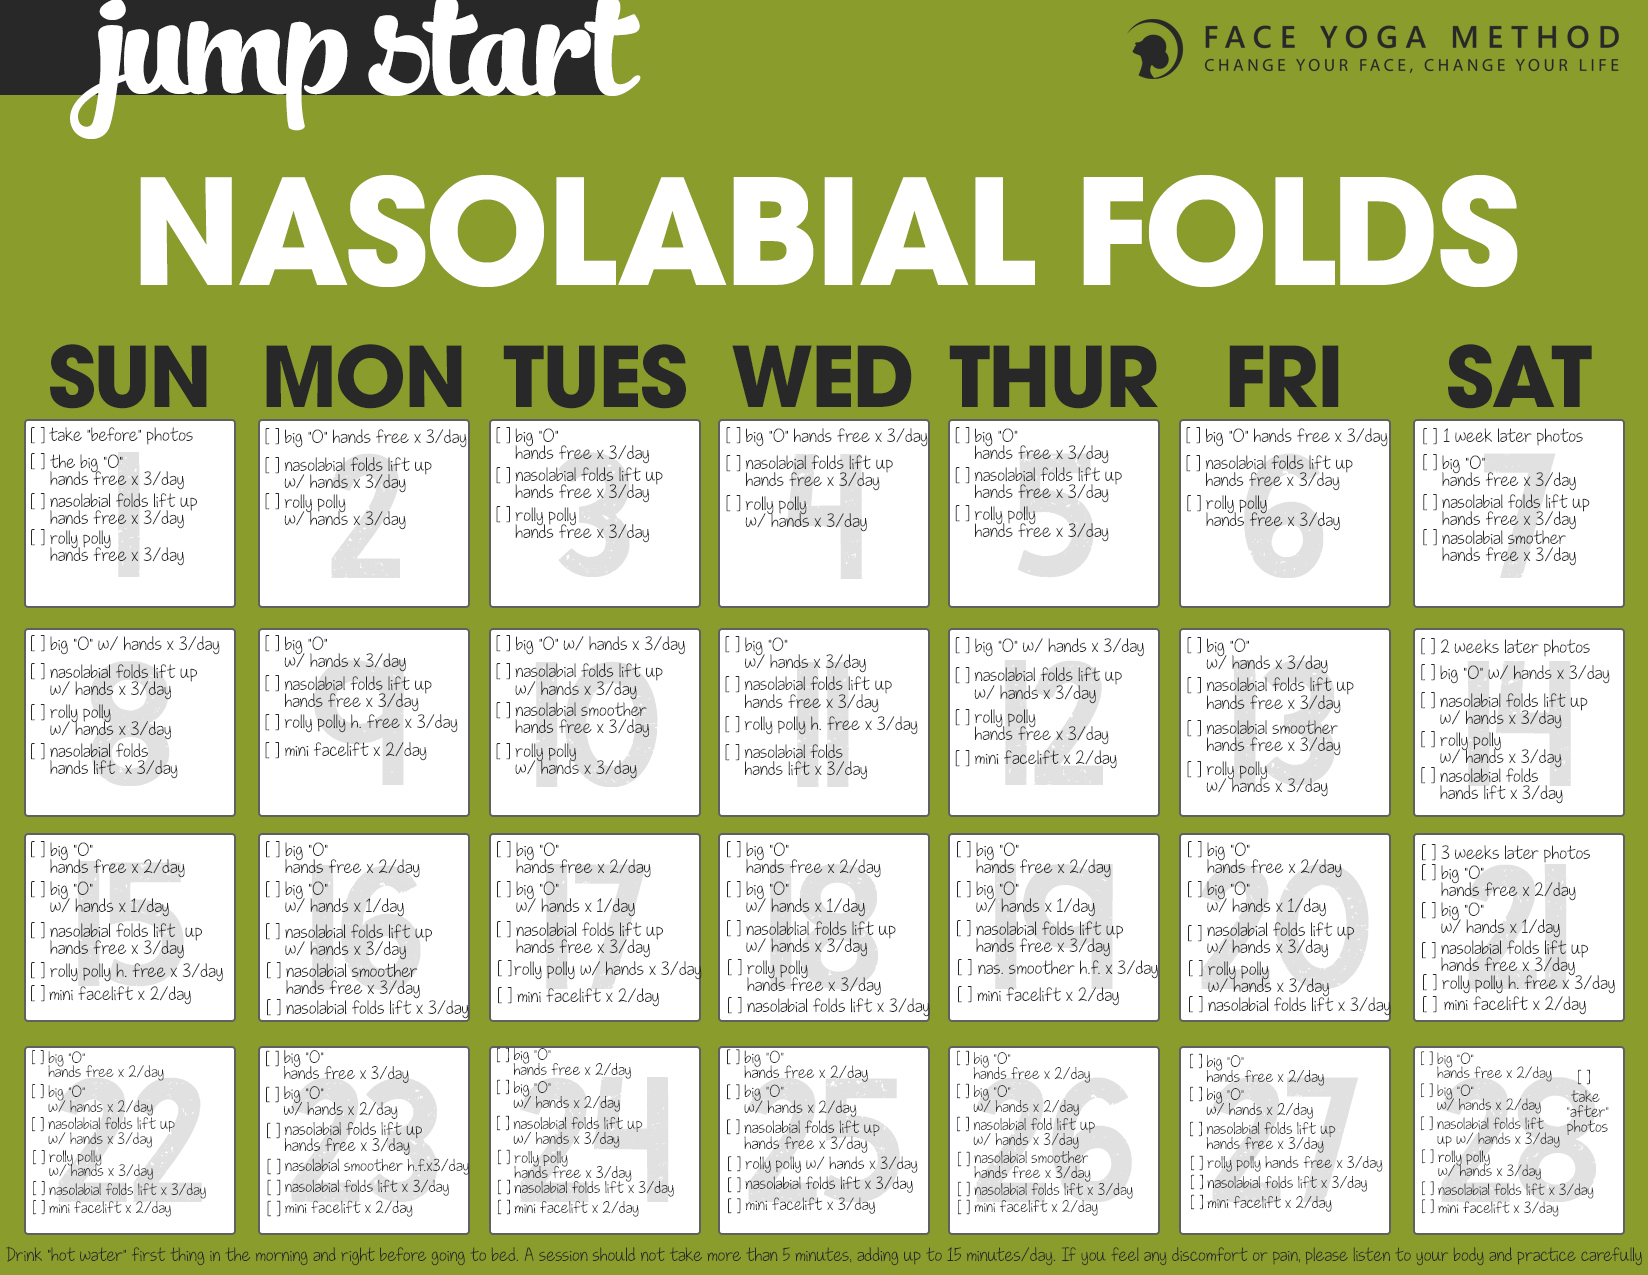 jump start
FACE YOGA METHOD
CHANGE YOUR FACE, CHANGE YOUR LIFE
NASOLABIAL FOLDS
SUN MON TUES WED THUR FRI SAT
1
[ ] take "before" photos
[ ] the big "O"
hands free x 3/day
[ ] nasolabial folds lift up
hands free x 3/day
[ ] rolly polly
hands free x 3/day
2
[ ] big "O" hands free x 3/day
[ ] nasolabial folds lift up
w/ hands x 3/day
[ ] rolly polly
w/ hands x 3/day
3
[ ] big "O"
hands free x 3/day
[ ] nasolabial folds lift up
hands free x 3/day
[ ] rolly polly
hands free x 3/day
4
[ ] big "O" hands free x 3/day
[ ] nasolabial folds lift up
hands free x 3/day
[ ] rolly polly
w/ hands x 3/day
5
[ ] big "O"
hands free x 3/day
[ ] nasolabial folds lift up
hands free x 3/day
[ ] rolly polly
hands free x 3/day
6
[ ] big "O" hands free x 3/day
[ ] nasolabial folds lift up
hands free x 3/day
[ ] rolly polly
hands free x 3/day
7
[ ] 1 week later photos
[ ] big "O"
hands free x 3/day
[ ] nasolabial folds lift up
hands free x 3/day
[ ] nasolabial smother
hands free x 3/day
8
[ ] big "O" w/ hands x 3/day
[ ] nasolabial folds lift up
w/ hands x 3/day
[ ] rolly polly
w/ hands x 3/day
[ ] nasolabial folds
hands lift x 3/day
9
[ ] big "O"
w/ hands x 3/day
[ ] nasolabial folds lift up
hands free x 3/day
[ ] rolly polly h. free x 3/day
[ ] mini facelift x 2/day
10
[ ] big "O" w/ hands x 3/day
[ ] nasolabial folds lift up
w/ hands x 3/day
[ ] nasolabial smoother
hands free x 3/day
[ ] rolly polly
w/ hands x 3/day
11
[ ] big "O"
w/ hands x 3/day
[ ] nasolabial folds lift up
hands free x 3/day
[ ] rolly polly h. free x 3/day
[ ] nasolabial folds
hands lift x 3/day
12
[ ] big "O" w/ hands x 3/day
[ ] nasolabial folds lift up
w/ hands x 3/day
[ ] rolly polly
hands free x 3/day
[ ] mini facelift x 2/day
13
[ ] big "O"
w/ hands x 3/day
[ ] nasolabial folds lift up
hands free x 3/day
[ ] nasolabial smoother
hands free x 3/day
[ ] rolly polly
w/ hands x 3/day
14
[ ] 2 weeks later photos
[ ] big "O" w/ hands x 3/day
[ ] nasolabial folds lift up
w/ hands x 3/day
[ ] rolly polly
w/ hands x 3/day
[ ] nasolabial folds
hands lift x 3/day
15
[ ] big "O"
hands free x 2/day
[ ] big "O"
w/ hands x 1/day
[ ] nasolabial folds lift up
hands free x 3/day
[ ] rolly polly h. free x 3/day
[ ] mini facelift x 2/day
16
[ ] big "O"
hands free x 2/day
[ ] big "O"
w/ hands x 1/day
[ ] nasolabial folds lift up
w/ hands x 3/day
[ ] nasolabial smoother
hands free x 3/day
[ ] nasolabial folds lift x 3/day
17
[ ] big "O"
hands free x 2/day
[ ] big "O"
w/ hands x 1/day
[ ] nasolabial folds lift up
hands free x 3/day
[ ] rolly polly w/ hands x 3/day
[ ] mini facelift x 2/day
18
[ ] big "O"
hands free x 2/day
[ ] big "O"
w/ hands x 1/day
[ ] nasolablial folds lift up
w/ hands x 3/day
[ ] rolly polly
hands free x 3/day
[ ] nasolabial folds lift x 3/day
19
[ ] big "O"
hands free x 2/day
[ ] big "O"
w/ hands x 1/day
[ ] nasolabial folds lift up
hands free x 3/day
[ ] nas. smoother h.f. x 3/day
[ ] mini facelift x 2/day
20
[ ] big "O"
hands free x 2/day
[ ] big "O"
w/ hands x 1/day
[ ] nasolabial folds lift up
w/ hands x 3/day
[ ] rolly polly
w/ hands x 3/day
[ ] nasolabial folds lift x 3/day
21
[ ] 3 weeks later photos
[ ] big "O"
hands free x 2/day
[ ] big "O"
w/ hands x 1/day
[ ] nasolabial folds lift up
hands free x 3/day
[ ] rolly polly h. free x 3/day
[ ] mini facelift x 2/day
22
[ ] big "O"
hands free x 2/day
[ ] big "O"
w/ hands x 2/day
[ ] nasolabial folds lift up
w/ hands x 3/day
[ ] rolly polly
w/ hands x 3/day
[ ] nasolabial folds lift x 3/day
[ ] mini facelift x 2/day
23
[ ] big "O"
hands free x 3/day
[ ] big "O"
w/ hands x 2/day
[ ] nasolabial folds lift up
hands free x 3/day
[ ] nasolabial smoother h.f.x3/day
[ ] nasolabial folds lift x 3/day
[ ] mini facelift x 2/day
24
[ ] big "O"
hands free x 2/day
[ ] big "O"
w/ hands x 2/day
[ ] nasolabial folds lift up
w/ hands x 3/day
[ ] rolly polly
hands free x 3/day
[ ] nasolabial folds lift x 3/day
[ ] mini facelift x 2/day
25
[ ] big "O"
hands free x 2/day
[ ] big "O"
w/ hands x 2/day
[ ] nasolabial folds lift up
hands free x 3/day
[ ] rolly polly w/ hands x 3/day
[ ] nasolabial folds lift x 3/day
[ ] mini facelift x 3/day
26
[ ] big "O"
hands free x 2/day
[ ] big "O"
w/ hands x 2/day
[ ] nasolabial fold lift up
w/ hands x 3/day
[ ] nasolabial smoother
hands free x 3/day
[ ] nasolabial folds lift x 3/day
[ ] mini facelift x 2/day
27
[ ] big "O"
hands free x 2/day
[ ] big "O"
w/ hands x 2/day
[ ] nasolabial folds lift up
hands free x 3/day
[ ] rolly polly hands free x 3/day
[ ] nasolabial folds lift x 3/day
[ ] mini facelift x 2/day
28
[ ] big "O"
hands free x 2/day
[ ] big "O"
w/ hands x 2/day
[ ] nasolabial folds lift
up w/ hands x 3/day
[ ] rolly polly
w/ hands x 3/day
[ ] nasolabial folds lift x 3/day
[ ] mini facelift x 3/day
[ ]
take
"after"
photos
Drink "hot water" first thing in the morning and right before going to bed. A session should not take more than 5 minutes, adding up to 15 minutes/day. If you feel any discomfort or pain, please listen to your body and practice carefully